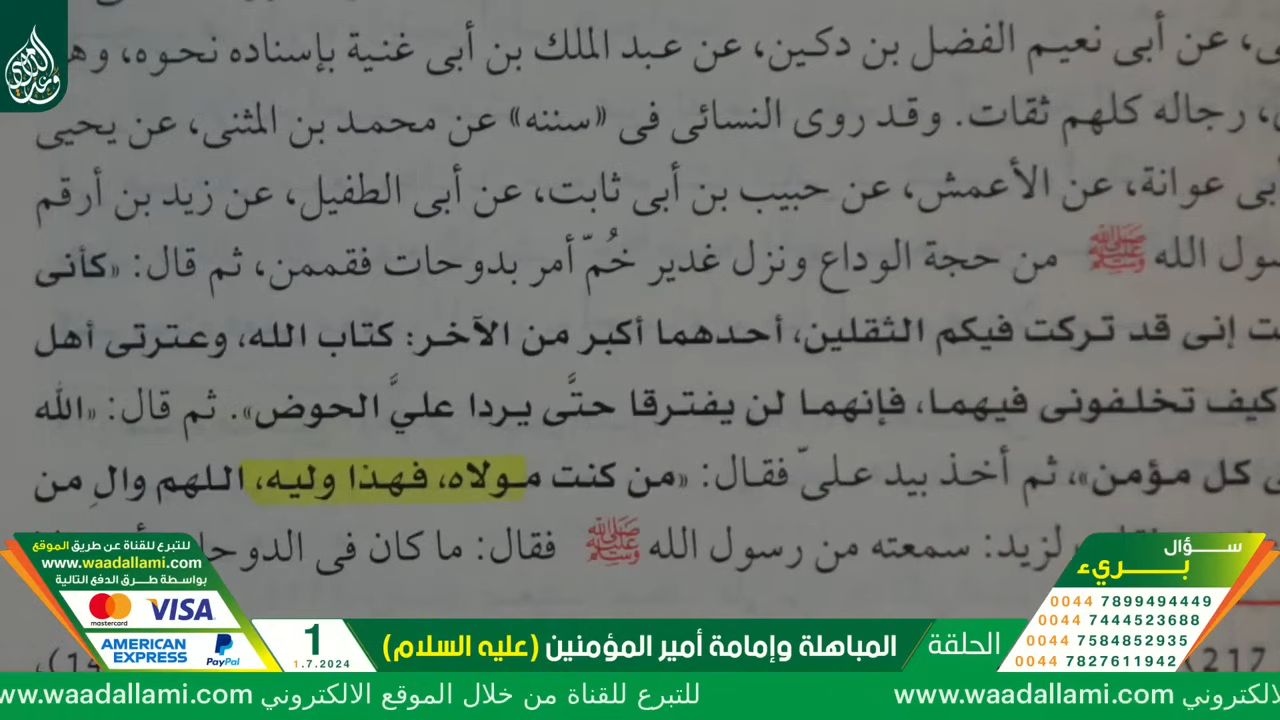 ى، عن أبى نعيم الفضل بن دكين، عن عبد الملك بن أبى غنية بإسناده نحوه، وهـ
، رجاله كلهم ثقات. وقد روى النسائى فى «سننه» عن محمد بن المثنى، عن يحيى
بى عوانة، عن الأعمش، عن حبيب بن أبى ثابت، عن أبى الطفيل، عن زيد بن أرقم
سول الله ﷺ من حجة الوداع ونزل غدير خُمّ أمر بدوحات فقممن، ثم قال: «كأنى
ت إنى قد تركت فيكم الثقلين، أحدهما أكبر من الآخر: كتاب الله، وعترتى أهل
كيف تخلفونى فيهما، فإنهما لن يفترقا حتَّى يردا عليَّ الحوض». ثم قال: «الله
ى كل مؤمن»، ثم أخذ بيد علىّ فقال: «من كنت مولاه، فهذا وليه، اللهم والِ من
لزيد: سمعته من رسول الله ﷺ فقال: ما كان فى الدوحا
سؤال
بريء
0044 7899494449
0044 7444523688
0044 7584852935
0044 7827611942
للتبرع للقناة عن طريق الموقع
www.waadallami.com
بواسطة طرق الدفع التالية
mastercard
VISA
AMERICAN EXPRESS
PayPal
الحلقة
المباهلة وإمامة أمير المؤمنين (عليه السلام)
1
1.7.2024
217
لالكتروني www.waadallami.com للتبرع للقناة من خلال الموقع الالكتروني www.waadallami.com